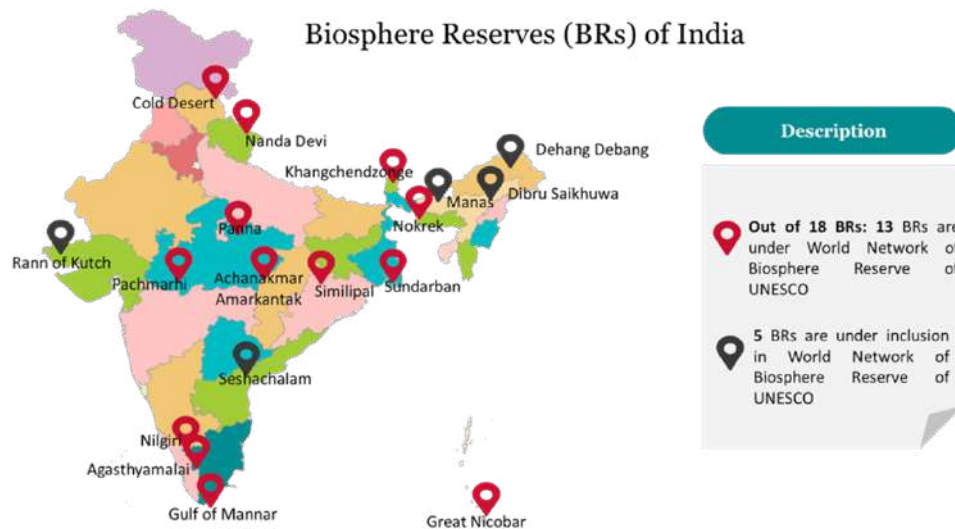 Biosphere Reserves (BRs) of India
Cold Desert
Nanda Devi
Khangchendzonge
Dehang Debang
Manas
Dibru Saikhuwa
Nokrek
Panna
Rann of Kutch
Pachmarhi
Achanakmar
Amarkantak
Similipal
Sundarban
Seshachalam
Nilgiri
Agasthyamalai
Gulf of Mannar
Great Nicobar
Description
Out of 18 BRs: 13 BRs are
under World Network of
Biosphere Reserve of
UNESCO
5 BRs are under inclusion
in World Network of
Biosphere Reserve of
UNESCO